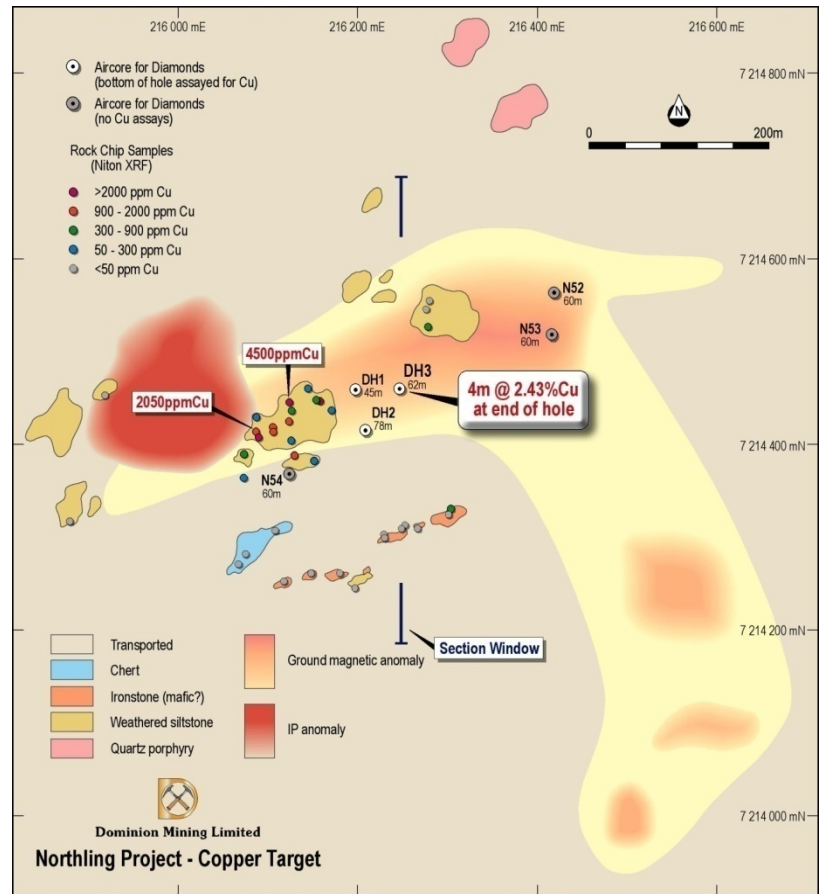 216 000 mE
216 200 mE
216 400 mE
216 600 mE
Aircore for Diamonds
(bottom of hole assayed for Cu)
Aircore for Diamonds
(no Cu assays)
Rock Chip Samples
(Niton XRF)
>2000 ppm Cu
900 - 2000 ppm Cu
300 - 900 ppm Cu
50 - 300 ppm Cu
<50 ppm Cu
N
0
200m
7 214 800 mN
7 214 600 mN
N52
60m
N53
60m
4500ppmCu
2050ppmCu
DH1
45m
DH3
62m
DH2
78m
4m @ 2.43%Cu
at end of hole
7 214 400 mN
N54
60m
7 214 200 mN
Section Window
Transported
Chert
Ironstone (mafic?)
Weathered siltstone
Quartz porphyry
Ground magnetic anomaly
IP anomaly
7 214 000 mN
D
Dominion Mining Limited
Northling Project - Copper Target